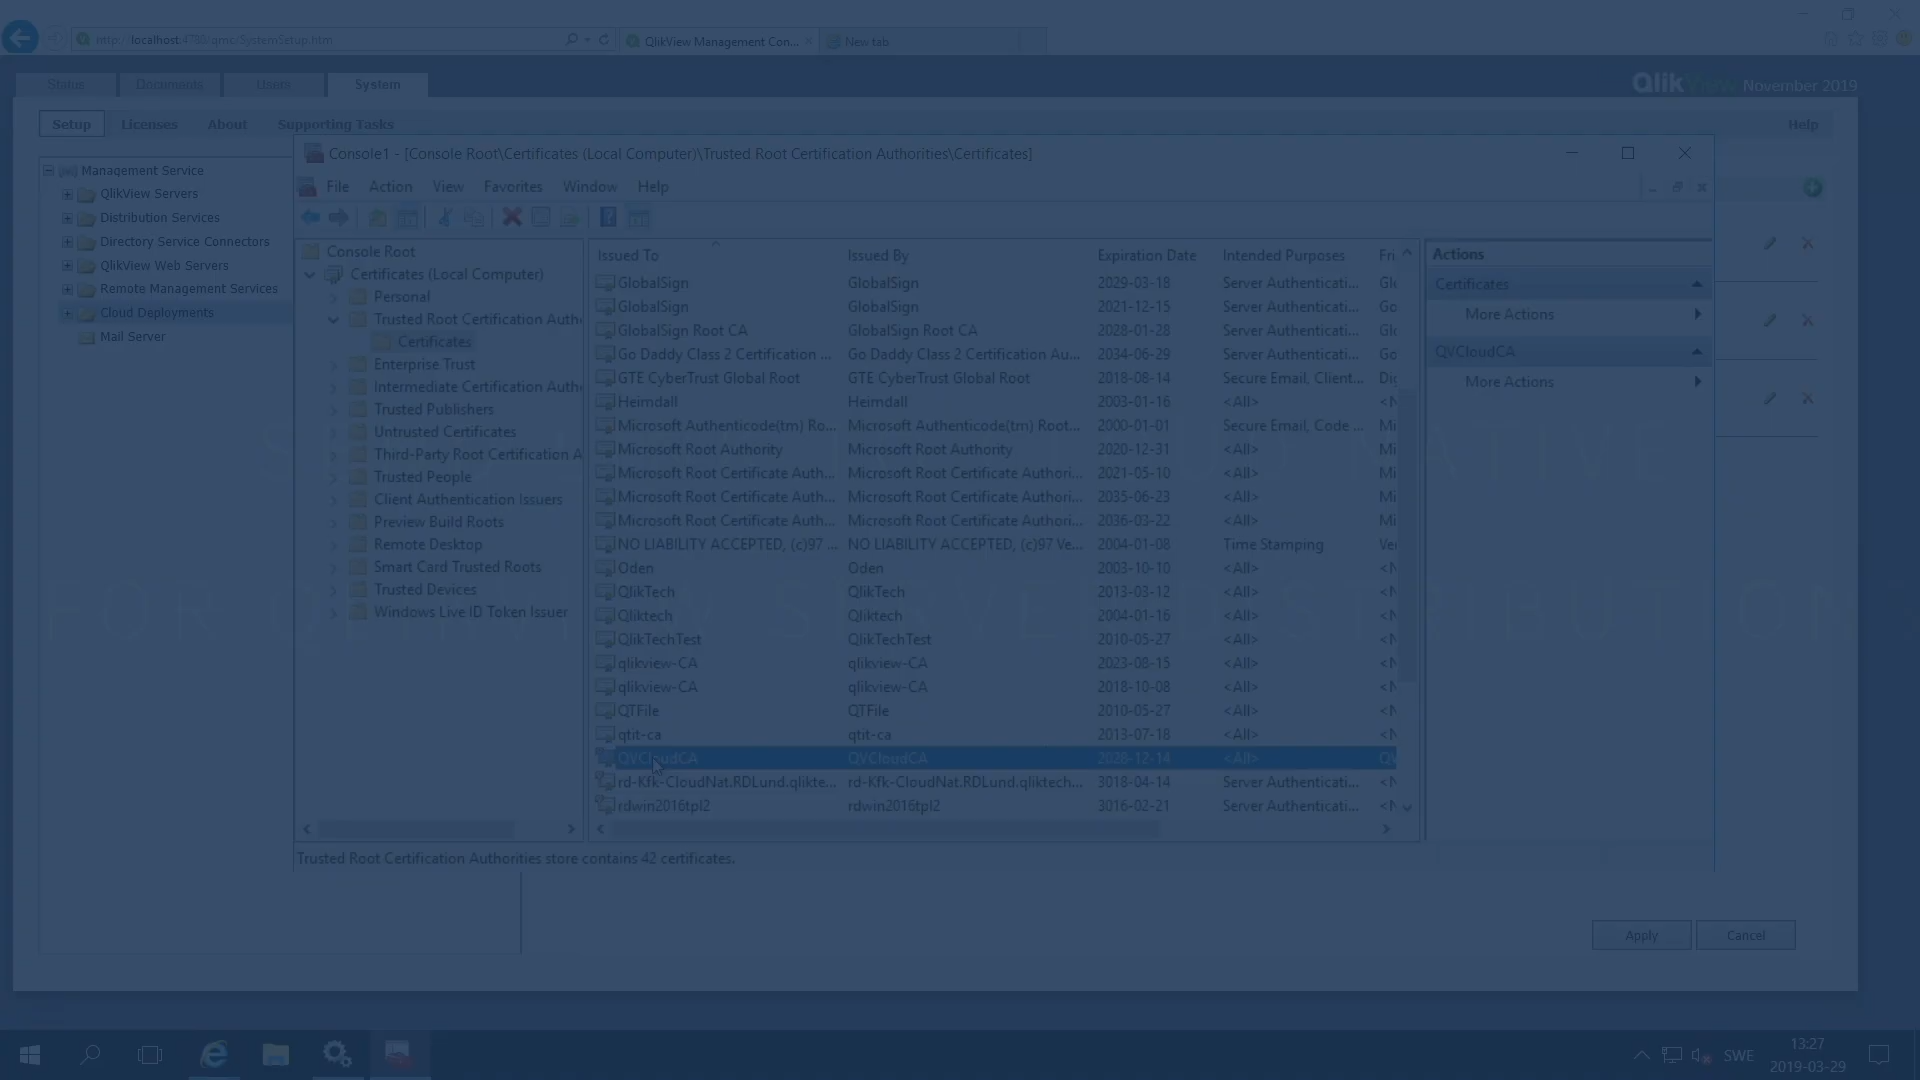 http://localhost:4780/qmc/SystemSetup.htm
QlikView Management Con...
New tab
Status
Documents
Users
System
QlikView November 2019
Setup
Licenses
About
Supporting Tasks
Help
Management Service
QlikView Servers
Distribution Services
Directory Service Connectors
QlikView Web Servers
Remote Management Services
Cloud Deployments
Mail Server
Console1 - [Console Root\Certificates (Local Computer)\Trusted Root Certification Authorities\Certificates]
File Action View Favorites Window Help
Console Root
Certificates (Local Computer)
Personal
Trusted Root Certification Auth
Certificates
Enterprise Trust
Intermediate Certification Auth
Trusted Publishers
Untrusted Certificates
Third-Party Root Certification A
Trusted People
Client Authentication Issuers
Preview Build Roots
Remote Desktop
Smart Card Trusted Roots
Trusted Devices
Windows Live ID Token Issuer
Issued To Issued By Expiration Date Intended Purposes Fri
GlobalSign GlobalSign 2029-03-18 Server Authenticati... Glo
GlobalSign GlobalSign 2021-12-15 Server Authenticati... Go
GlobalSign Root CA GlobalSign Root CA 2028-01-28 Server Authenticati... Glo
Go Daddy Class 2 Certification ... Go Daddy Class 2 Certification Au... 2034-06-29 Server Authenticati... Go
GTE CyberTrust Global Root GTE CyberTrust Global Root 2018-08-14 Secure Email, Client... Dig
Heimdall Heimdall 2003-01-16 <All> <N
Microsoft Authenticode(tm) Ro... Microsoft Authenticode(tm) Root... 2000-01-01 Secure Email, Code ... Mi
Microsoft Root Authority Microsoft Root Authority 2020-12-31 <All> Mi
Microsoft Root Certificate Auth... Microsoft Root Certificate Authori... 2021-05-10 <All> Mi
Microsoft Root Certificate Auth... Microsoft Root Certificate Authori... 2035-06-23 <All> Mi
Microsoft Root Certificate Auth... Microsoft Root Certificate Authori... 2036-03-22 <All> Mi
NO LIABILITY ACCEPTED, (c)97 ... NO LIABILITY ACCEPTED, (c)97 Ve... 2004-01-08 Time Stamping Ve
Oden Oden 2003-10-10 <All> <N
QlikTech QlikTech 2013-03-12 <All> <N
Qliktech Qliktech 2004-01-16 <All> <N
QlikTechTest QlikTechTest 2010-05-27 <All> <N
qlikview-CA qlikview-CA 2023-08-15 <All> <N
qlikview-CA qlikview-CA 2018-10-08 <All> <N
QTFile QTFile 2010-05-27 <All> <N
qtit-ca qtit-ca 2013-07-18 <All> <N
QVCloudCA QVCloudCA 2028-12-14 <All> QV
rd-Kfk-CloudNat.RDLund.qlikte... rd-Kfk-CloudNat.RDLund.qliktech... 3018-04-14 Server Authenticati... <N
rdwin2016tpl2 rdwin2016tpl2 3016-02-21 Server Authenticati... <N
Actions
Certificates
More Actions
QVCloudCA
More Actions
Trusted Root Certification Authorities store contains 42 certificates.
FOR QLIKVIEW SERVER DISTRIBUTION
Apply
Cancel
SWE
13:27
2019-03-29